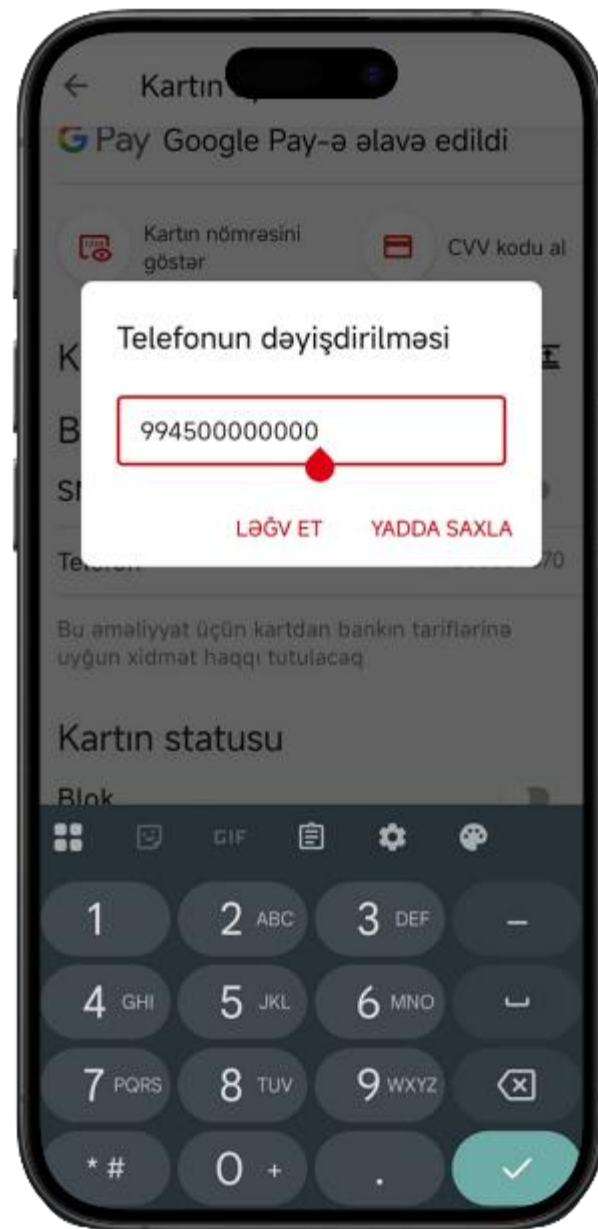 Kartın
G Pay Google Pay-ə əlavə edildi
Kartın nömrəsini
göstər
CVV kodu al
Telefonun dəyişdirilməsi
994500000000
LƏĞV ET YADDA SAXLA
70
Bu əməliyyat üçün kartdan bankın tariflərinə
uyğun xidmət haqqı tutulacaq
Kartın statusu
Blok
GIF
1 2 ABC 3 DEF –
4 GHI 5 JKL 6 MNO
7 PQRS 8 TUV 9 WXYZ
* # 0 + .